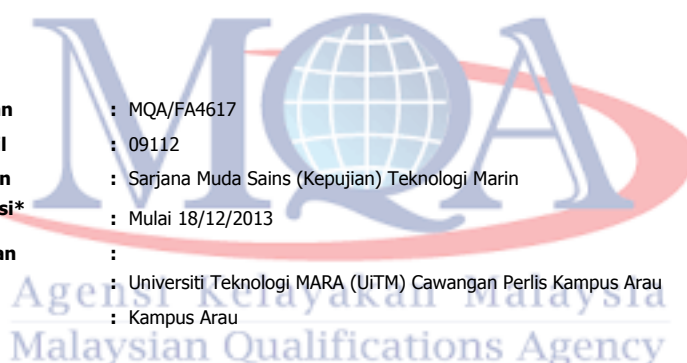 MQA
an : MQA/FA4617
l : 09112
n : Sarjana Muda Sains (Kepujian) Teknologi Marin
si* : Mulai 18/12/2013
an :
: Universiti Teknologi MARA (UiTM) Cawangan Perlis Kampus Arau
Agensi Kelayakan Malaysia
: Kampus Arau
Malaysian Qualifications Agency